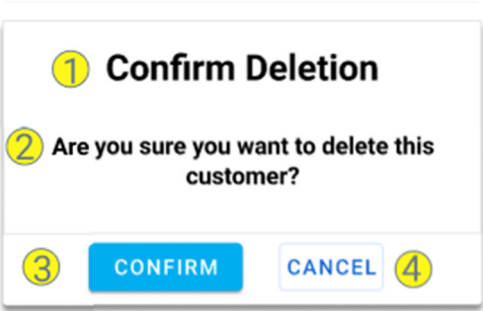 1 Confirm Deletion
2 Are you sure you want to delete this
customer?
3 CONFIRM CANCEL 4